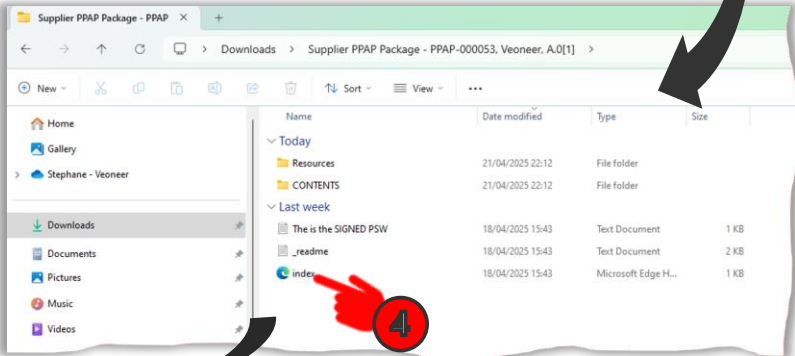 Supplier PPAP Package - PPAP
Downloads > Supplier PPAP Package - PPAP-000053, Veoneer, A.0[1] >
New Sort View ...
Name Date modified Type Size
Home
Gallery
Stephane - Veoneer
Downloads
Documents
Pictures
Music
Videos
Today
Resources 21/04/2025 22:12 File folder
CONTENTS 21/04/2025 22:12 File folder
Last week
The is the SIGNED PSW 18/04/2025 15:43 Text Document 1 KB
_readme 18/04/2025 15:43 Text Document 2 KB
index 18/04/2025 15:43 Microsoft Edge H... 1 KB
4